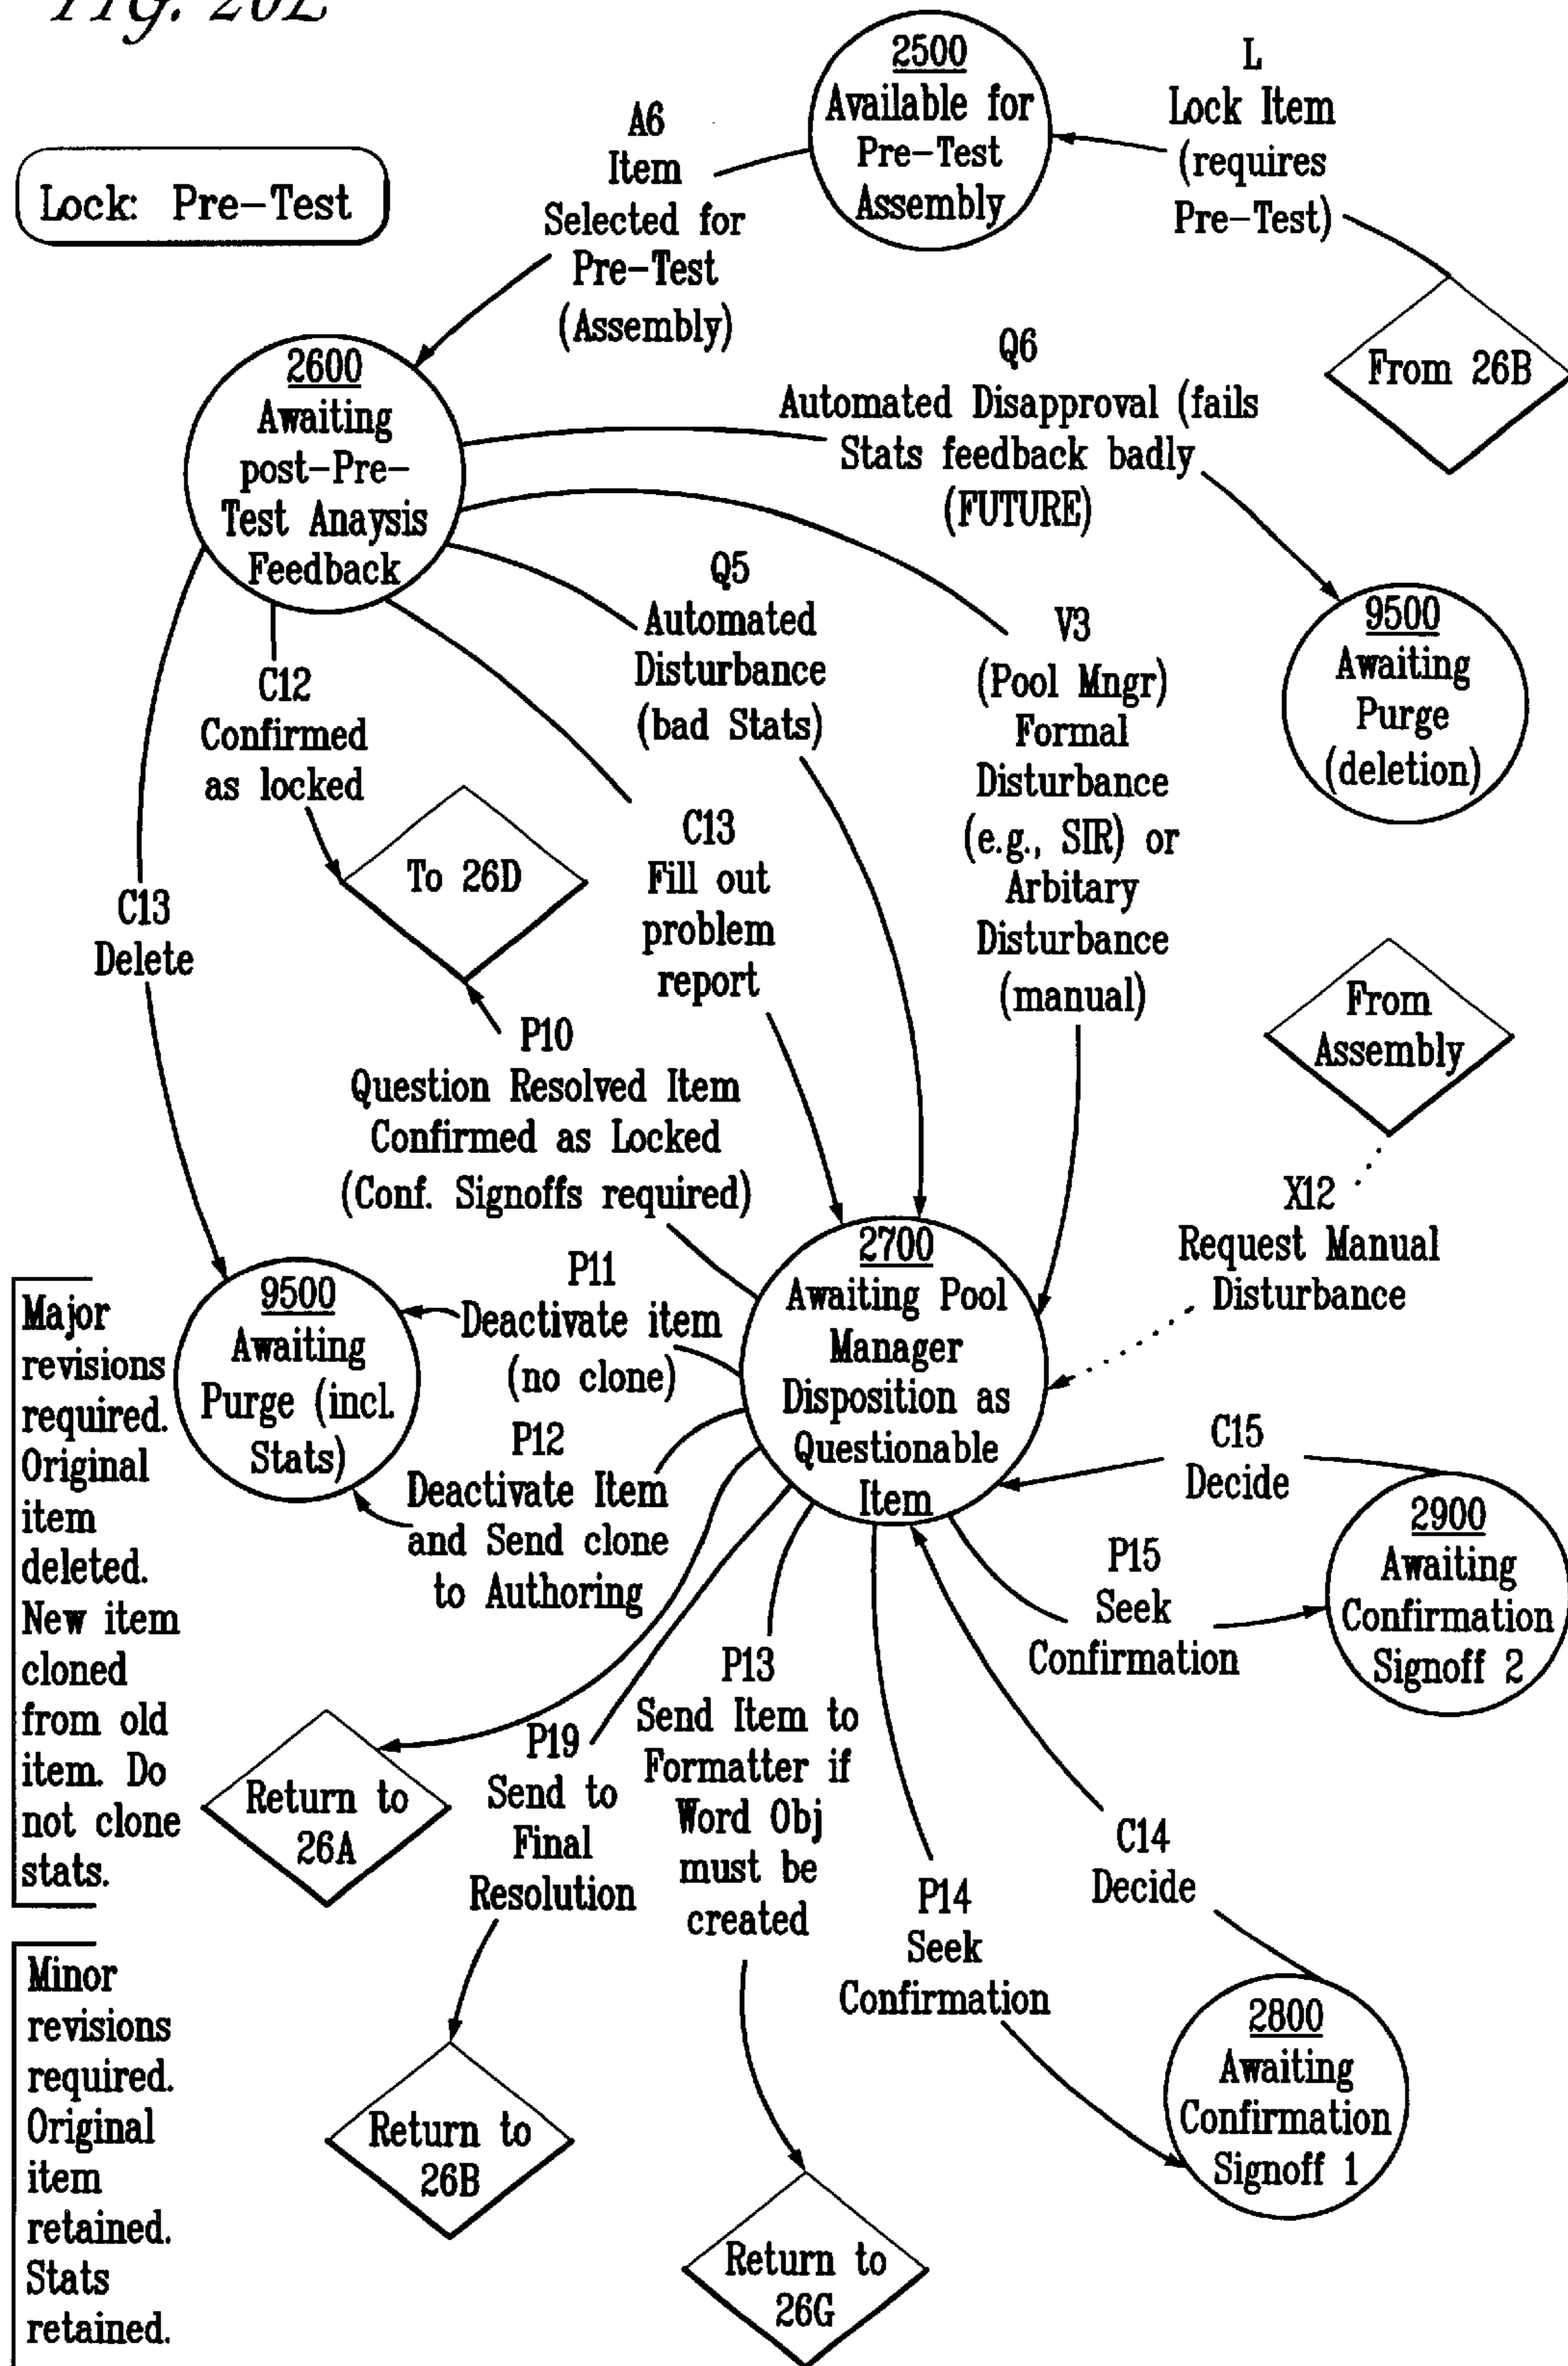 Fig. 26E
2500
Available for
Pre-Test
Assembly
L
Lock Item
(requires
Pre-Test)
A6
Item
Selected for
Pre-Test
(Assembly)
Lock: Pre-Test
From 26B
2600
Awaiting
post-Pre-
Test Anaysis
Feedback
Q6
Automated Disapproval (fails
Stats feedback badly
(FUTURE)
Q5
Automated
Disturbance
(bad Stats)
V3
(Pool Mngr)
Formal
Disturbance
(e.g., SIR) or
Arbitary
Disturbance
(manual)
9500
Awaiting
Purge
(deletion)
C12
Confirmed
as locked
To 26D
C13
Fill out
problem
report
C13
Delete
From
Assembly
P10
Question Resolved Item
Confirmed as Locked
(Conf. Signoffs required)
X12
Request Manual
Disturbance
2700
Awaiting Pool
Manager
Disposition as
Questionable
Item
P11
Deactivate item
(no clone)
9500
Awaiting
Purge (incl.
Stats)
P12
Deactivate Item
and Send clone
to Authoring
Major
revisions
required.
Original
item
deleted.
New item
cloned
from old
item. Do
not clone
stats.
C15
Decide
2900
Awaiting
Confirmation
Signoff 2
P15
Seek
Confirmation
P13
Send Item to
Formatter if
Word Obj
must be
created
P19
Send to
Final
Resolution
Return to
26A
C14
Decide
P14
Seek
Confirmation
2800
Awaiting
Confirmation
Signoff 1
Minor
revisions
required.
Original
item
retained.
Stats
retained.
Return to
26B
Return to
26G